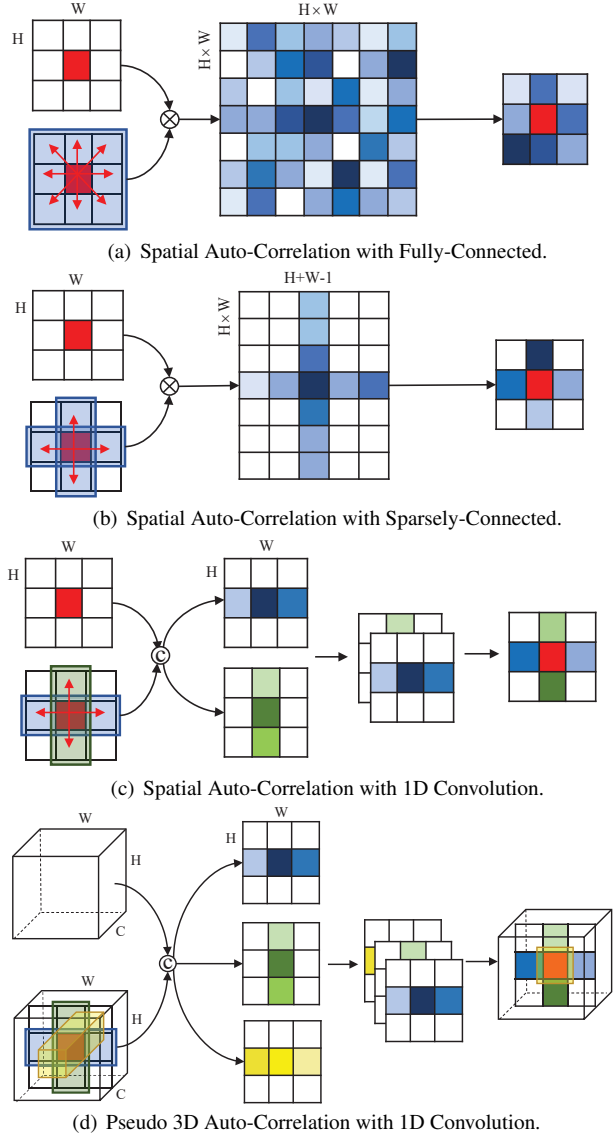 W
H×W
H
H×W
(a) Spatial Auto-Correlation with Fully-Connected.
W
H+W-1
H
H×W
(b) Spatial Auto-Correlation with Sparsely-Connected.
W
W
H
H
C
(c) Spatial Auto-Correlation with 1D Convolution.
W
W
H
H
C
C
W
H
C
(d) Pseudo 3D Auto-Correlation with 1D Convolution.